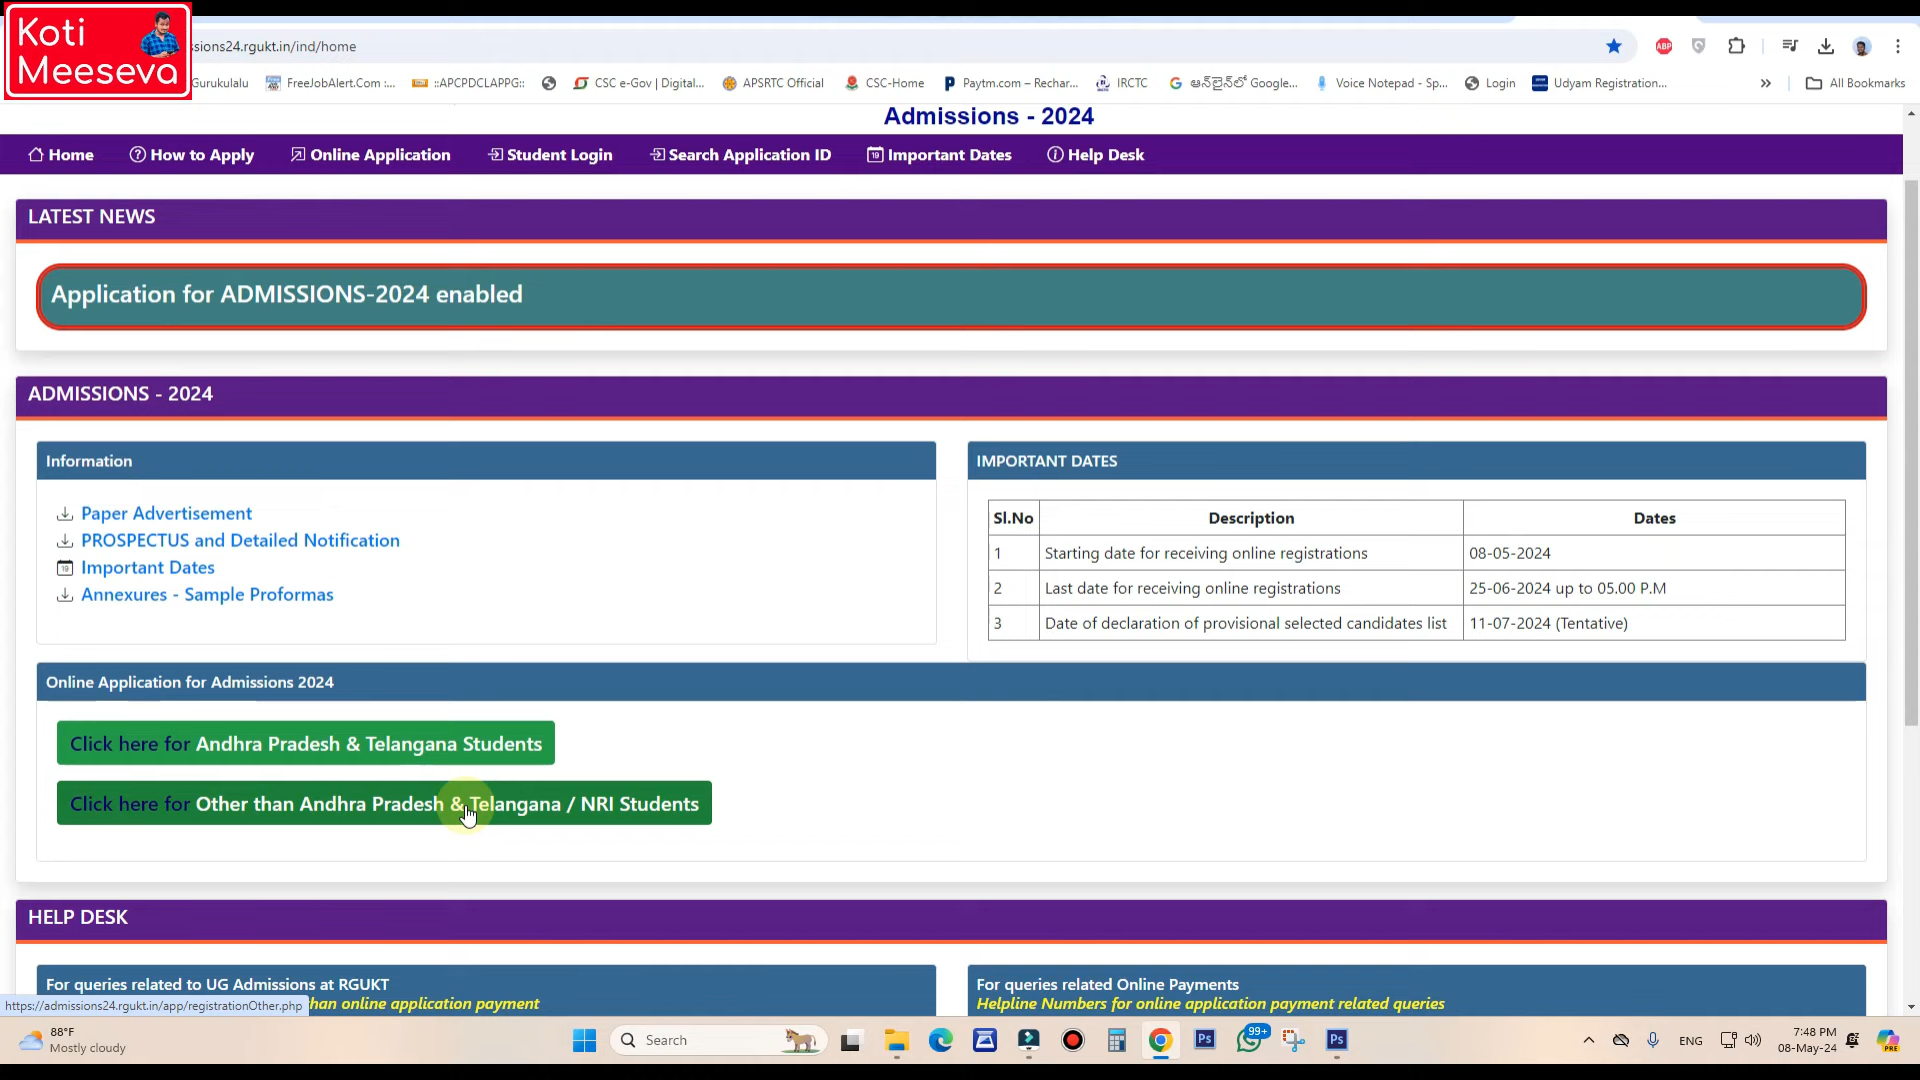 Koti
Meeseva
sions24.rgukt.in/ind/home
Gurukulalu
FreeJobAlert.Com :...
::APCPDCLAPPG::
CSC e-Gov | Digital...
APSRTC Official
CSC-Home
Paytm.com – Rechar...
IRCTC
ఆన్‌లైన్‌లో Google...
Voice Notepad - Sp...
Login
Udyam Registration...
All Bookmarks
Admissions - 2024
Home
How to Apply
Online Application
Student Login
Search Application ID
Important Dates
Help Desk
LATEST NEWS
Application for ADMISSIONS-2024 enabled
ADMISSIONS - 2024
Information
Paper Advertisement
PROSPECTUS and Detailed Notification
Important Dates
Annexures - Sample Proformas
IMPORTANT DATES
Sl.No Description Dates
1 Starting date for receiving online registrations 08-05-2024
2 Last date for receiving online registrations 25-06-2024 up to 05.00 P.M
3 Date of declaration of provisional selected candidates list 11-07-2024 (Tentative)
Online Application for Admissions 2024
Click here for Andhra Pradesh & Telangana Students
Click here for Other than Andhra Pradesh & Telangana / NRI Students
HELP DESK
For queries related to UG Admissions at RGUKT
han online application payment
For queries related Online Payments
Helpline Numbers for online application payment related queries
https://admissions24.rgukt.in/app/registrationOther.php
88°F
Mostly cloudy
Search
99+
ENG
7:48 PM
08-May-24